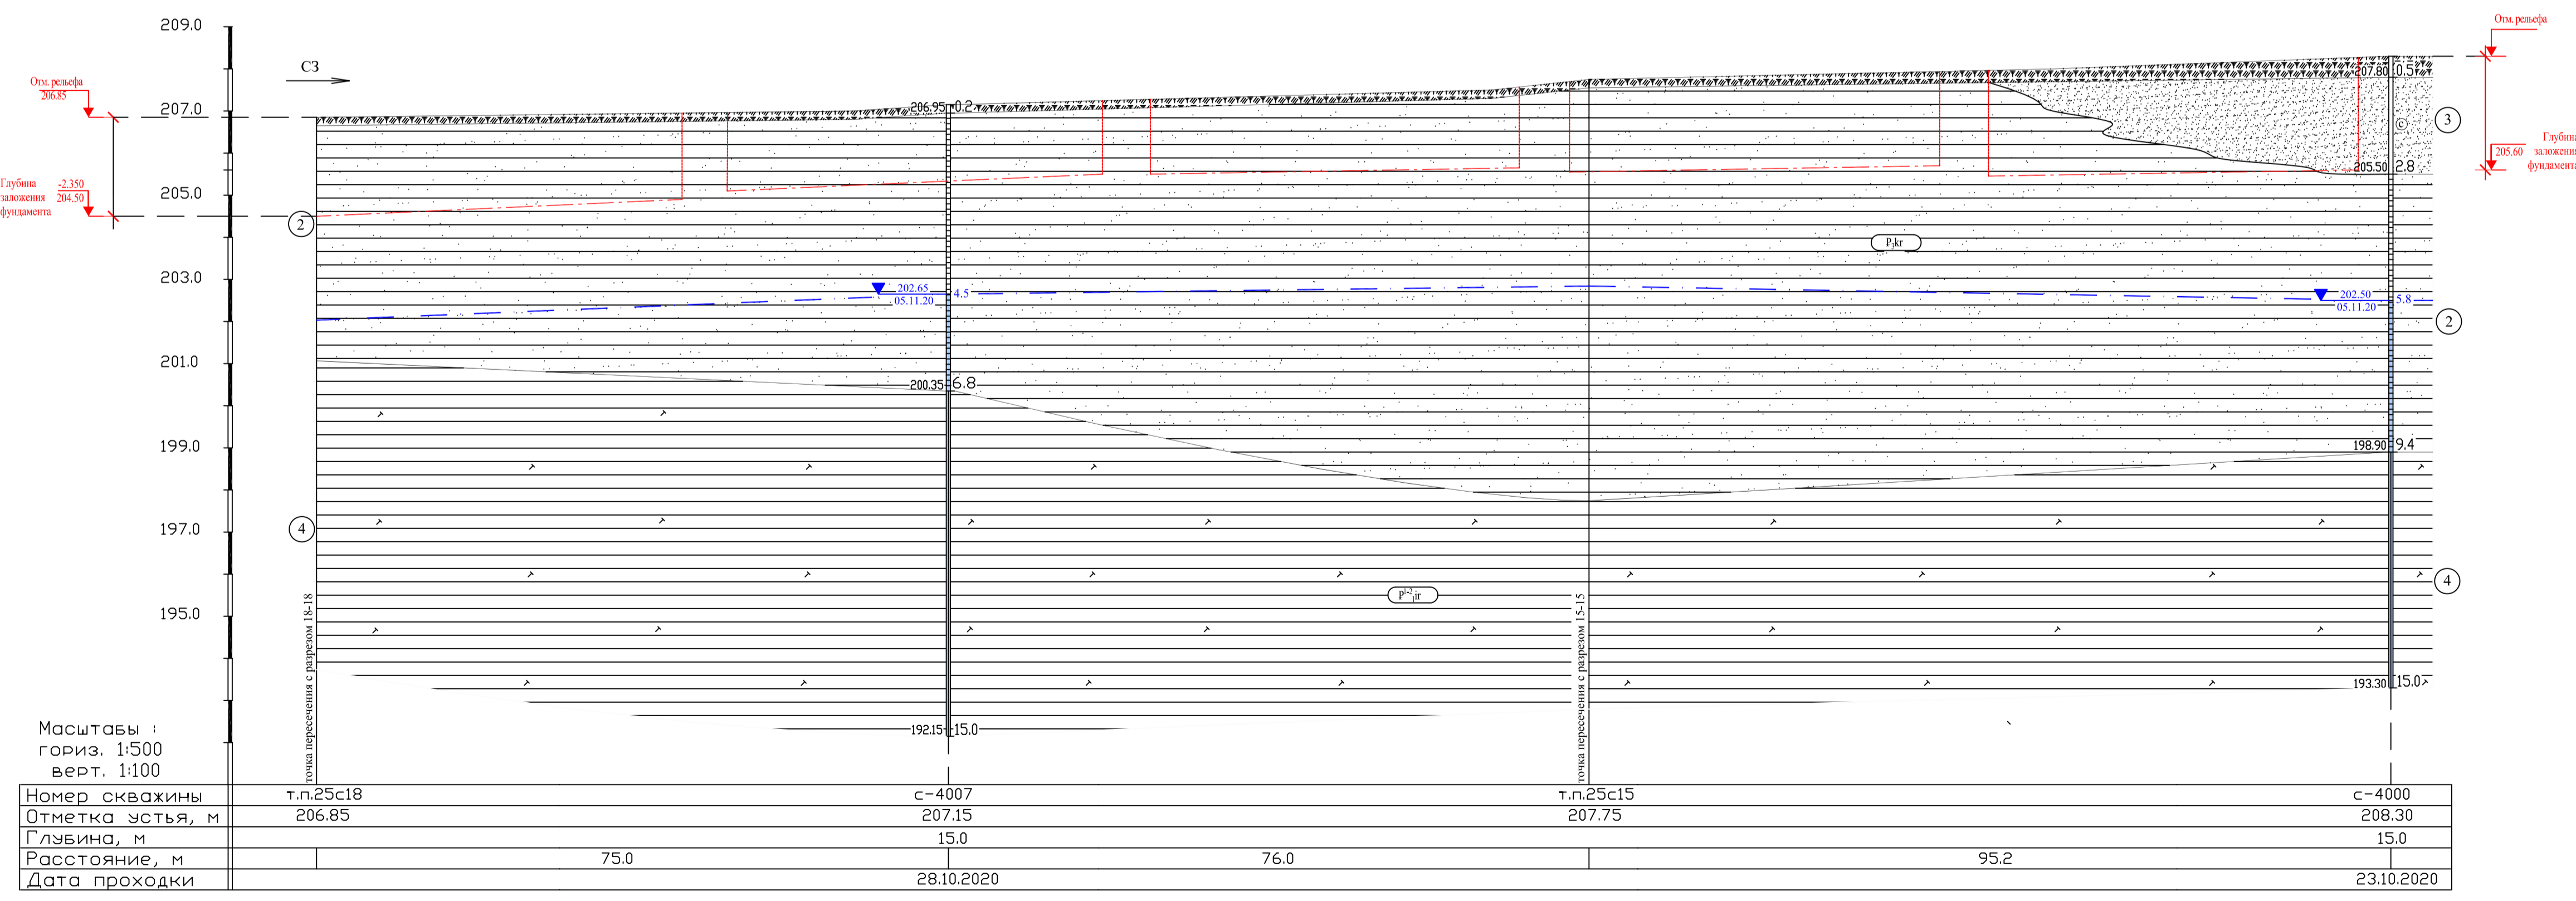 209.0
207.0
205.0
203.0
201.0
199.0
197.0
195.0
СЗ
Отм. рельефа
206.85
Глубина
заложения
фундамента
-2.350
204.50
Отм. рельефа
205.60
Глубина
заложения
фундамента
206.95 0.2
207.80 0.5
с
3
205.50 2.8
2
P₃kr
202.65 4.5
05.11.20
202.50 5.8
05.11.20
2
200.35 6.8
198.90 9.4
4
4
точка пересечения с разрезом 18-18
точка пересечения с разрезом 15-15
193.30 15.0
192.15 15.0
Масштабы :
гориз. 1:500
верт. 1:100
Номер скважины т.п.25с18 с-4007 т.п.25с15 с-4000
Отметка устья, м 206.85 207.15 207.75 208.30
Глубина, м 15.0 15.0
Расстояние, м 75.0 76.0 95.2
Дата проходки 28.10.2020 23.10.2020